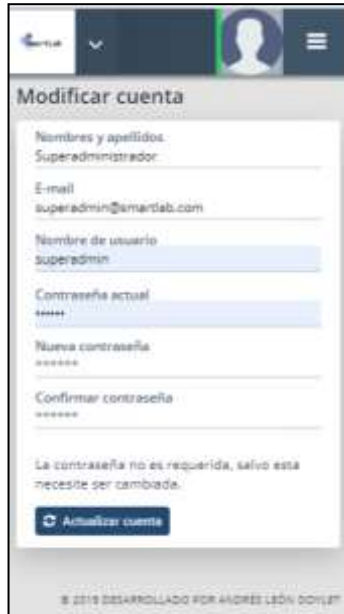 Modificar cuenta
Nombres y apellidos
Superadministrador
E-mail
superadmin@smartlab.com
Nombre de usuario
superadmin
Contraseña actual
••••••
Nueva contraseña
******
Confirmar contraseña
******
La contraseña no es requerida, salvo esta
necesite ser cambiada.
Actualizar cuenta
© 2019 DESARROLLADO POR ANDRÉS LEÓN